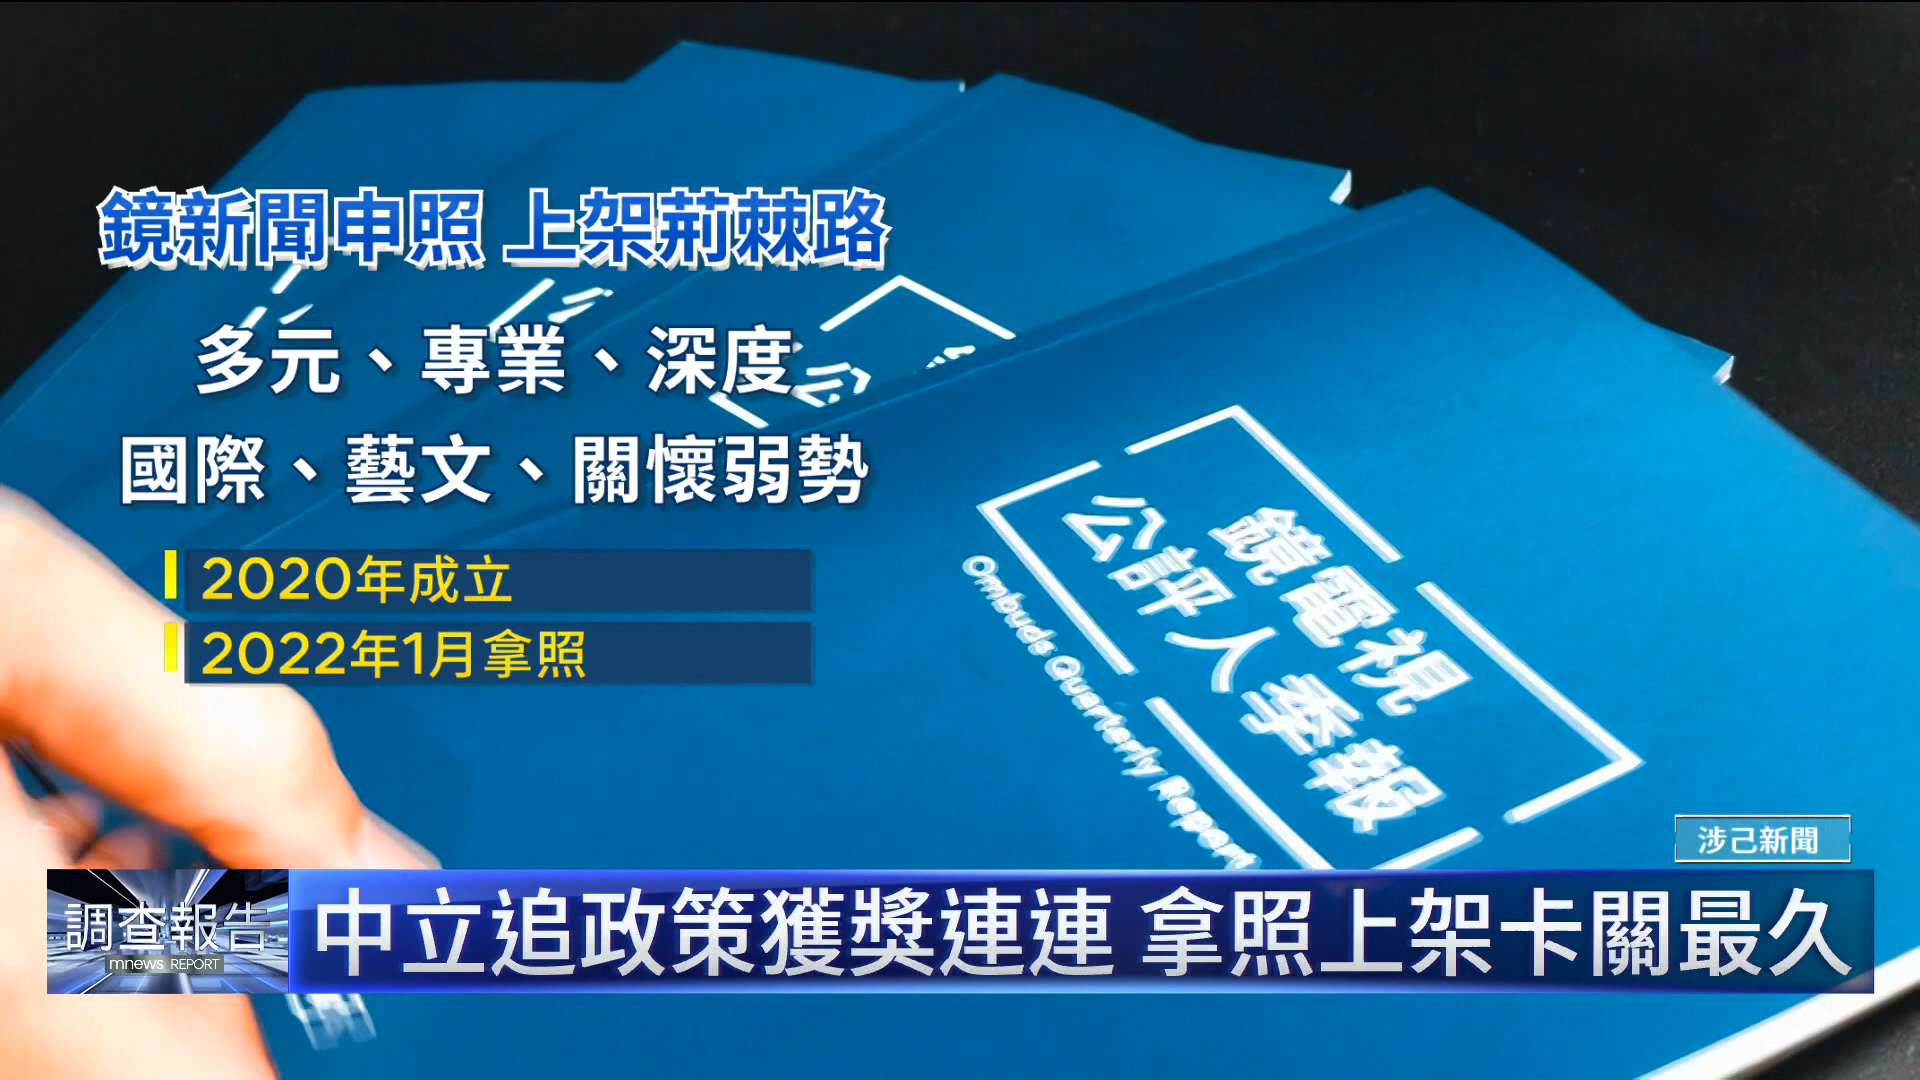 鏡新聞申照 上架荊棘路
多元、專業、深度
國際、藝文、關懷弱勢
2020年成立
2022年1月拿照
鏡電視
公評人季報
Ombuds Quarterly Report
涉己新聞
調查報告
mnews REPORT
中立追政策獲獎連連 拿照上架卡關最久